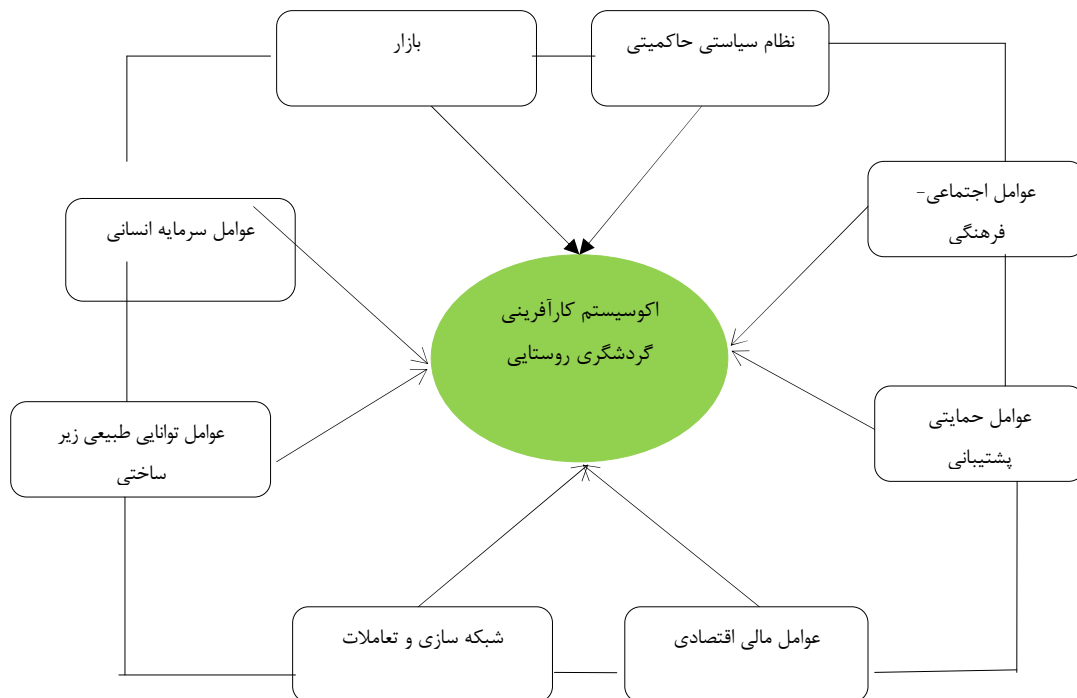 نظام سیاستی حاکمیتی
بازار
عوامل اجتماعی-
فرهنگی
عوامل سرمایه انسانی
اکوسیستم کارآفرینی
گردشگری روستایی
عوامل حمایتی
پشتیبانی
عوامل توانایی طبیعی زیر
ساختی
عوامل مالی اقتصادی
شبکه سازی و تعاملات